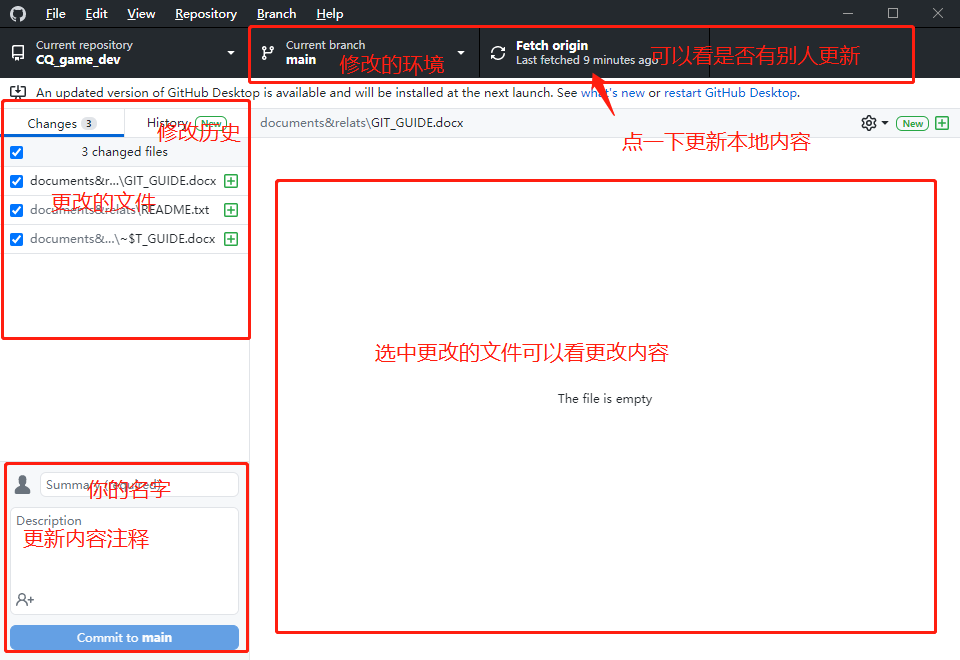 File Edit View Repository Branch Help
Current repository
CQ_game_dev
Current branch
main
修改的环境
Fetch origin
Last fetched 9 minutes ago
可以看是否有别人更新
An updated version of GitHub Desktop is available and will be installed at the next launch. See what's new or restart GitHub Desktop.
Changes 3
History New
修改历史
documents&relats\GIT_GUIDE.docx
New
点一下更新本地内容
3 changed files
documents&r...\GIT_GUIDE.docx
documents&relats\README.txt
更改的文件
documents&...\~$T_GUIDE.docx
选中更改的文件可以看更改内容
The file is empty
Summary (required)
你的名字
Description
更新内容注释
Commit to main